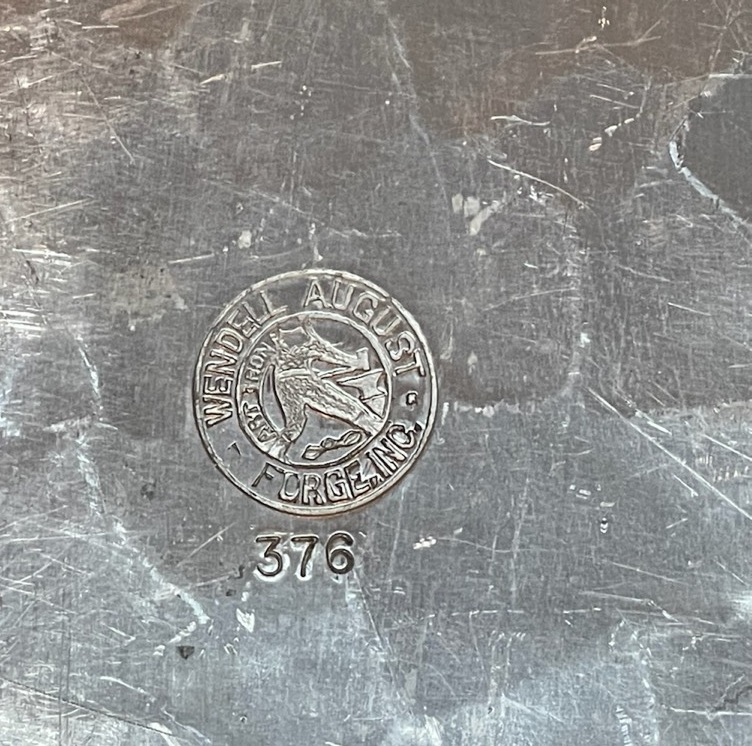 WENDELL AUGUST
FORGE, INC.
ART IRON
376